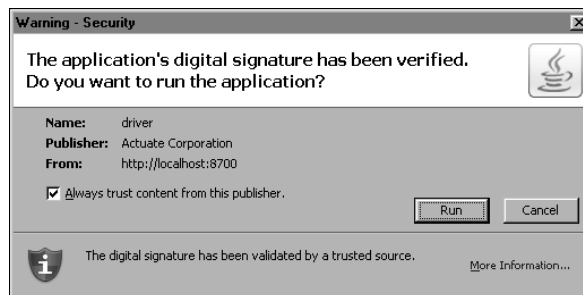 Warning - Security
The application's digital signature has been verified.
Do you want to run the application?
Name: driver
Publisher: Actuate Corporation
From: http://localhost:8700
Always trust content from this publisher.
Run Cancel
The digital signature has been validated by a trusted source.
More Information...